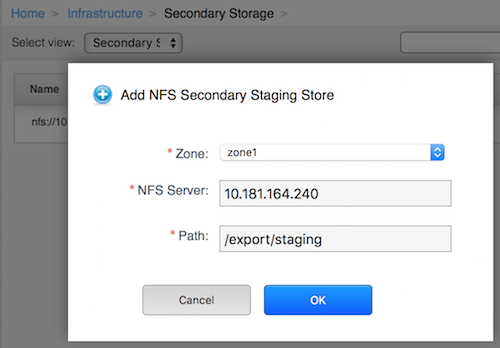 Home > Infrastructure > Secondary Storage >
Select view: Secondary S
Name
nfs://10
Add NFS Secondary Staging Store
* Zone: zone1
* NFS Server: 10.181.164.240
* Path: /export/staging
Cancel OK